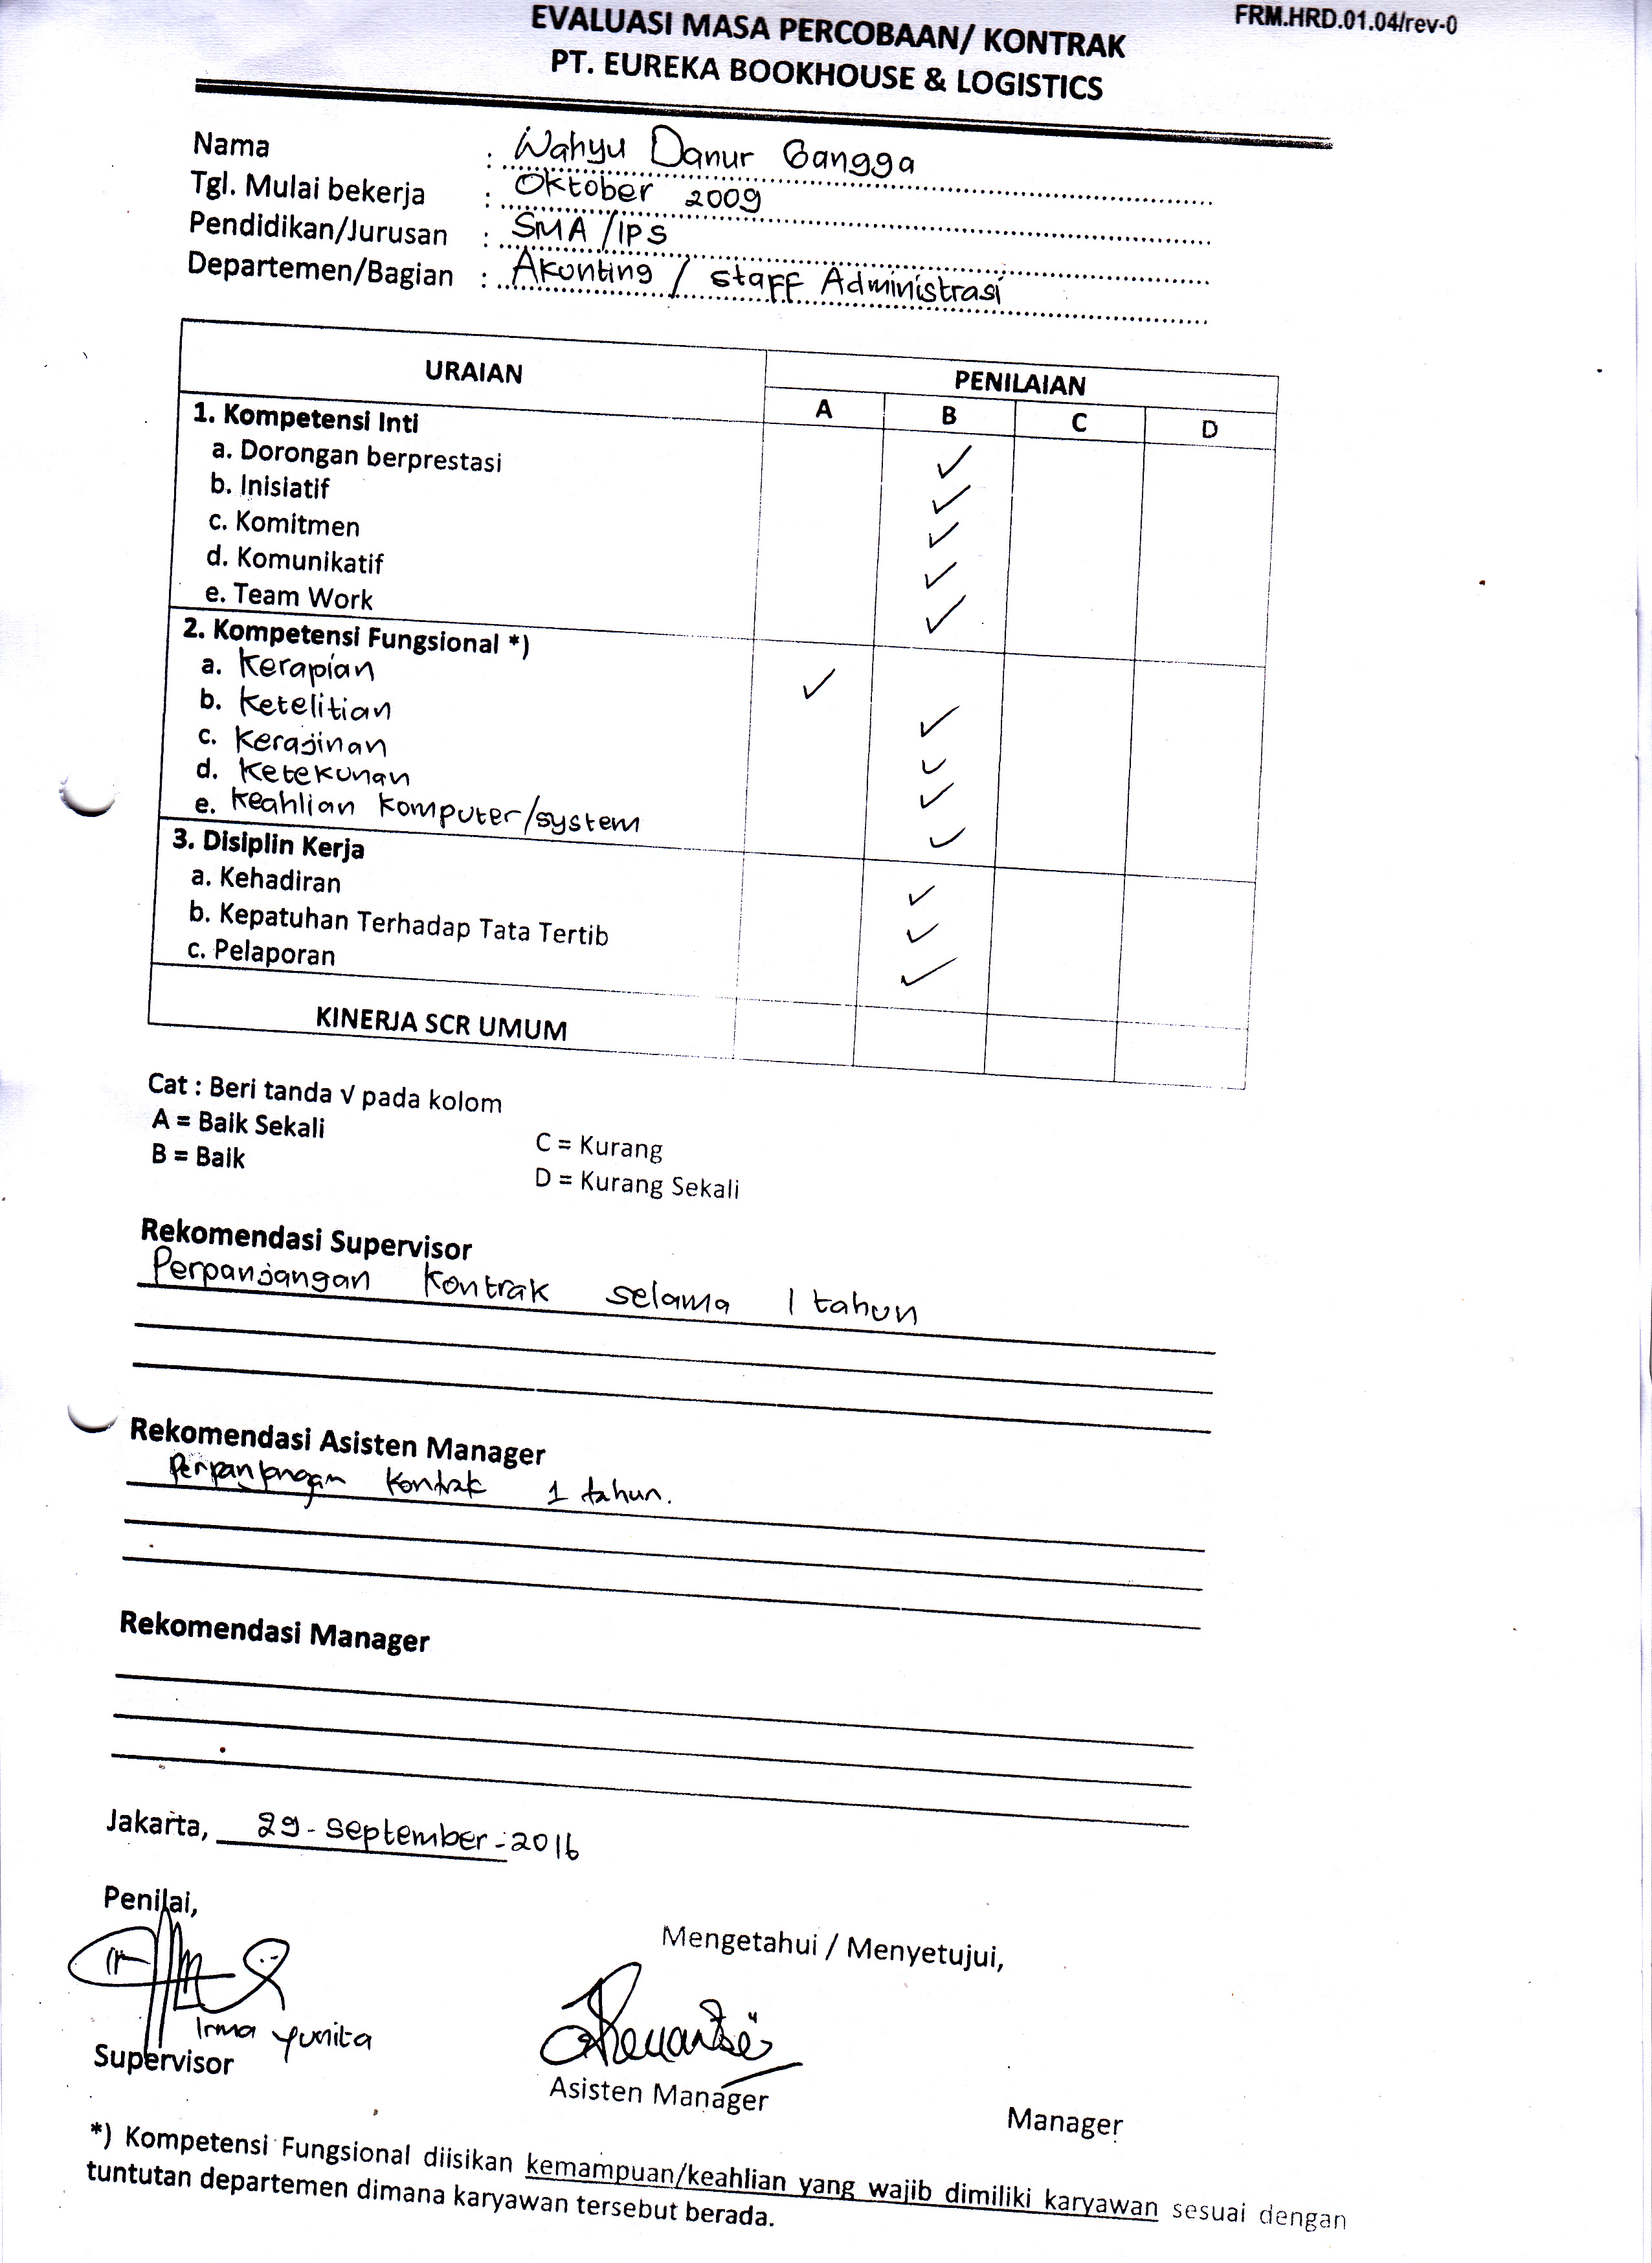 FRM.HRD.01.04/rev-0
EVALUASI MASA PERCOBAAN/ KONTRAK
PT. EUREKA BOOKHOUSE & LOGISTICS
Nama : Wahyu Danur Gangga
Tgl. Mulai bekerja : Oktober 2009
Pendidikan/Jurusan : SMA /IPS
Departemen/Bagian : Akunting / staff Administrasi
URAIAN PENILAIAN
A B C D
1. Kompetensi Inti
a. Dorongan berprestasi ✓
b. Inisiatif ✓
c. Komitmen ✓
d. Komunikatif ✓
e. Team Work ✓
2. Kompetensi Fungsional *)
a. Kerapian ✓
b. Ketelitian ✓
c. Kerajinan ✓
d. Ketekunan ✓
e. Keahlian Komputer/system ✓
3. Disiplin Kerja
a. Kehadiran ✓
b. Kepatuhan Terhadap Tata Tertib ✓
c. Pelaporan ✓
KINERJA SCR UMUM
Cat : Beri tanda √ pada kolom
A = Baik Sekali C = Kurang
B = Baik D = Kurang Sekali
Rekomendasi Supervisor
Perpanjangan Kontrak selama 1 tahun
Rekomendasi Asisten Manager
Perpanjangan Kontrak 1 tahun.
Rekomendasi Manager
Jakarta, 29-September-2016
Penilai,
Mengetahui / Menyetujui,
Irma Yunita
Supervisor Asisten Manager Manager
*) Kompetensi Fungsional diisikan kemampuan/keahlian yang wajib dimiliki karyawan sesuai dengan
tuntutan departemen dimana karyawan tersebut berada.